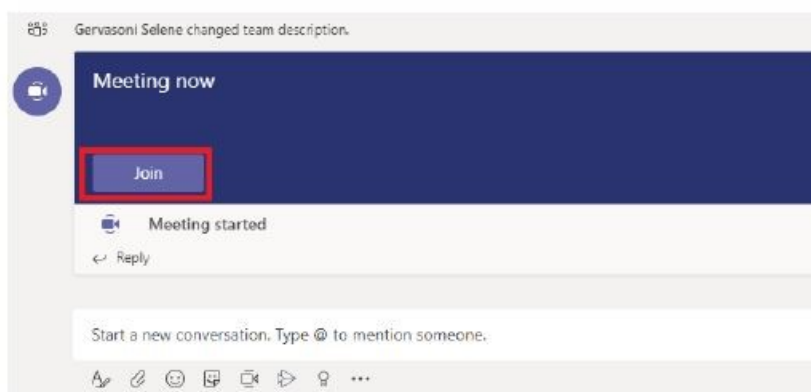 Gervasoni Selene changed team description.
Meeting now
Join
Meeting started
Reply
Start a new conversation. Type @ to mention someone.